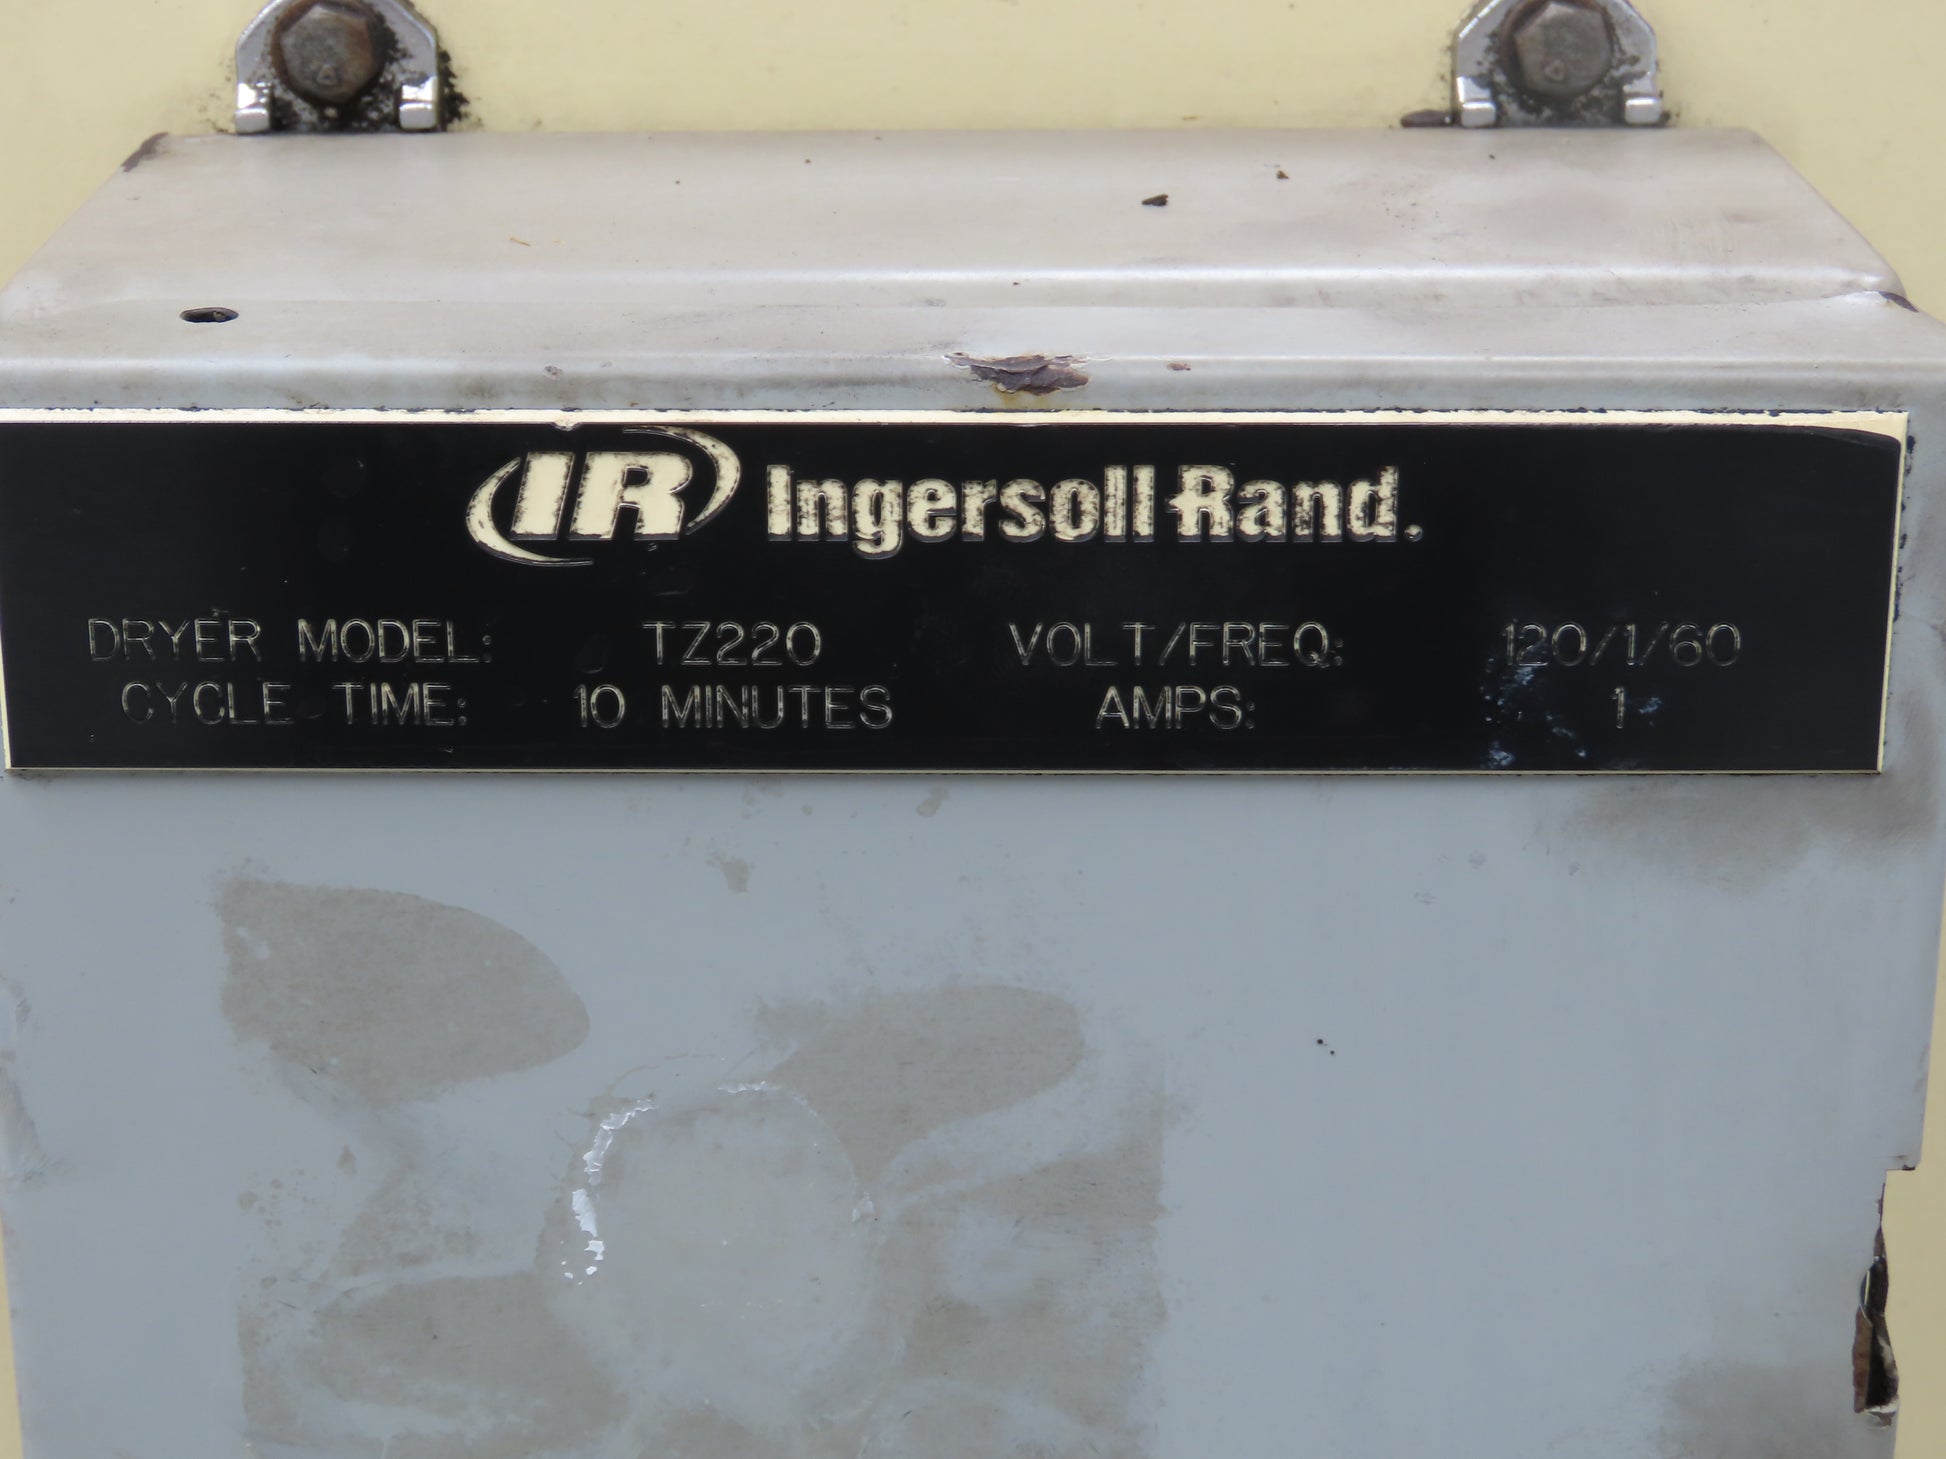 IR Ingersoll-Rand.
DRYER MODEL: TZ220 VOLT/FREQ: 120/1/60
CYCLE TIME: 10 MINUTES AMPS: 1